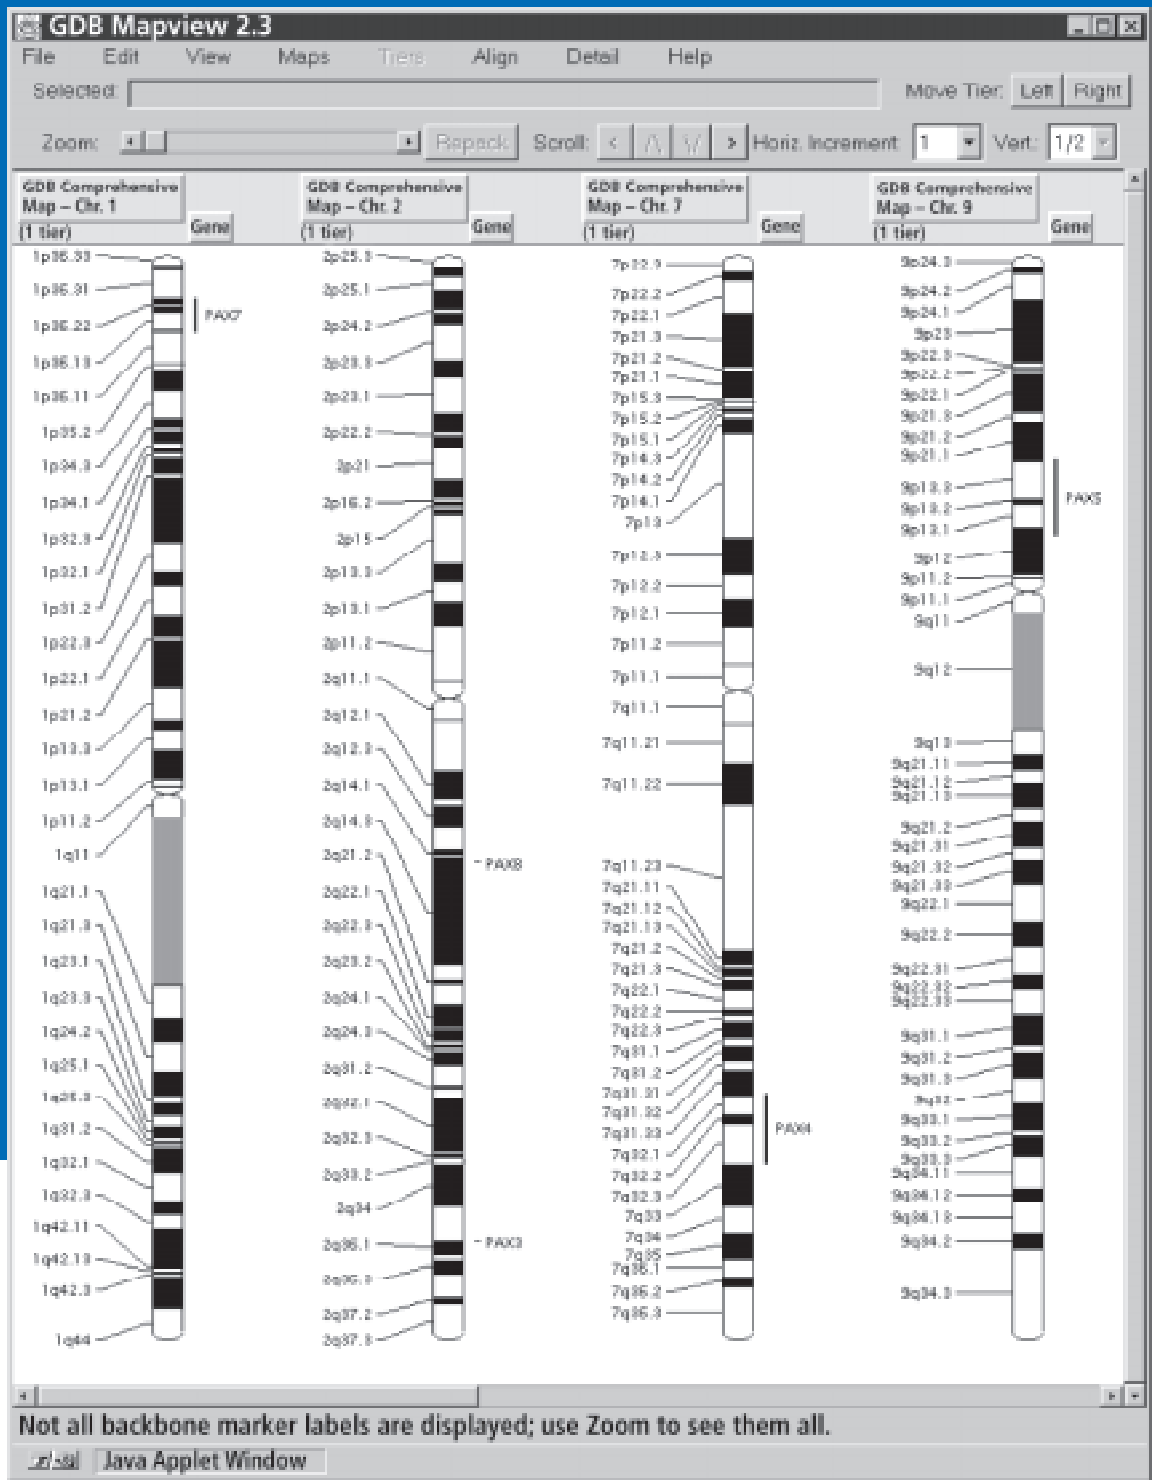 GDB Mapview 2.3
File Edit View Maps Tiers Align Detail Help
Selected: Move Tier: Left Right
Zoom: Repack Scroll: < /\ \/ > Horiz. Increment: 1 Vert.: 1/2
GDB Comprehensive
Map – Chr. 1
(1 tier) Gene
1p36.33
1p36.31
1p36.22
1p36.13
1p36.11
1p35.2
1p34.3
1p34.1
1p32.3
1p32.1
1p31.2
1p22.3
1p22.1
1p21.2
1p13.3
1p13.1
1p11.2
1q11
1q21.1
1q21.3
1q23.1
1q23.3
1q24.2
1q25.1
1q25.3
1q31.2
1q32.1
1q32.3
1q42.11
1q42.13
1q42.3
1q44
PAX7
GDB Comprehensive
Map – Chr. 2
(1 tier) Gene
2p25.3
2p25.1
2p24.2
2p23.3
2p23.1
2p22.2
2p21
2p16.2
2p15
2p13.3
2p13.1
2p11.2
2q11.1
2q12.1
2q12.3
2q14.1
2q14.3
2q21.2
2q22.1
2q22.3
2q23.2
2q24.1
2q24.3
2q31.2
2q32.1
2q32.3
2q33.2
2q34
2q35.1
2q37.2
2q37.3
PAX8
PAX3
GDB Comprehensive
Map – Chr. 7
(1 tier) Gene
7p22.3
7p22.2
7p22.1
7p21.3
7p21.2
7p21.1
7p15.3
7p15.2
7p15.1
7p14.3
7p14.2
7p14.1
7p13
7p12.3
7p12.2
7p12.1
7p11.2
7p11.1
7q11.1
7q11.21
7q11.22
7q11.23
7q21.11
7q21.12
7q21.13
7q21.2
7q21.3
7q22.1
7q22.2
7q22.3
7q31.1
7q31.2
7q31.31
7q31.32
7q31.33
7q32.1
7q32.2
7q32.3
7q33
7q34
7q35
7q36.1
7q36.2
7q36.3
PAX4
GDB Comprehensive
Map – Chr. 9
(1 tier) Gene
9p24.3
9p24.2
9p24.1
9p23
9p22.3
9p22.2
9p22.1
9p21.3
9p21.2
9p21.1
9p13.3
9p13.2
9p13.1
9p12
9p11.2
9p11.1
9q11
9q12
9q13
9q21.11
9q21.12
9q21.13
9q21.2
9q21.31
9q21.32
9q21.33
9q22.1
9q22.2
9q22.31
9q22.32
9q22.33
9q31.1
9q31.2
9q31.3
9q32
9q33.1
9q33.2
9q33.3
9q34.11
9q34.12
9q34.13
9q34.2
9q34.3
PAX5
Not all backbone marker labels are displayed; use Zoom to see them all.
Java Applet Window